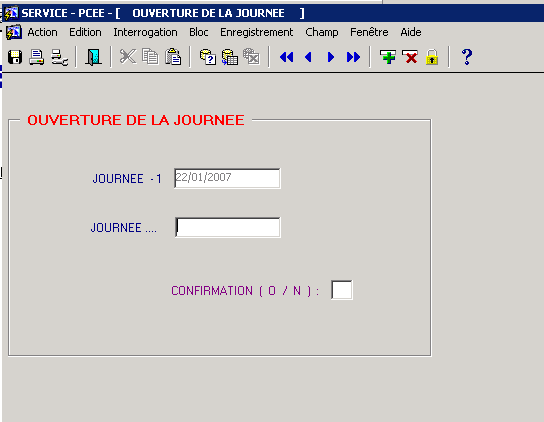 SERVICE - PCEE - [ OUVERTURE DE LA JOURNEE ]
Action Edition Interrogation Bloc Enregistrement Champ Fenêtre Aide
OUVERTURE DE LA JOURNEE
JOURNEE - 1 22/01/2007
JOURNEE ....
CONFIRMATION ( O / N ) :